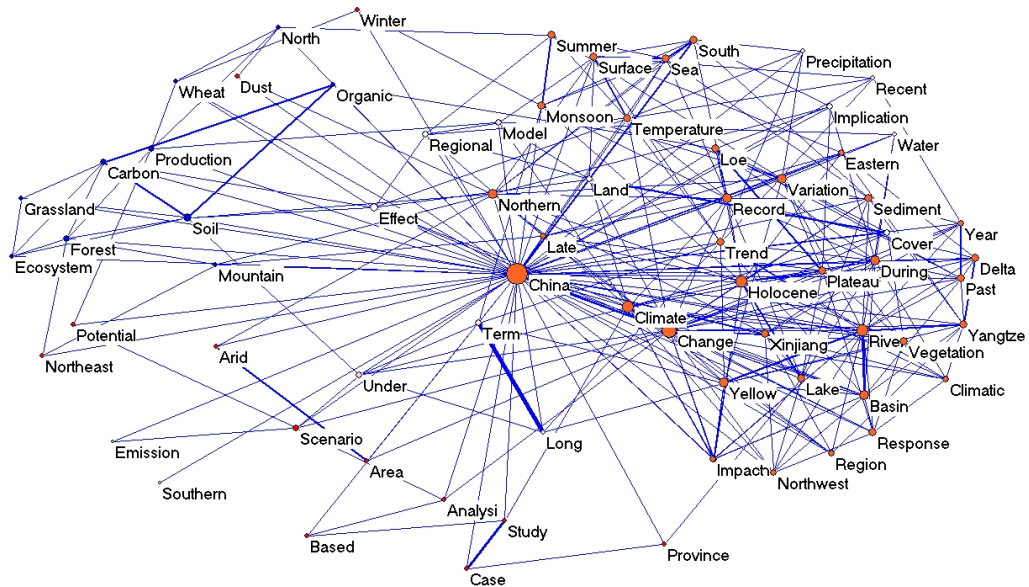 Winter
North
Summer
South
Surface
Sea
Precipitation
Wheat
Dust
Organic
Recent
Monsoon
Implication
Model
Temperature
Regional
Water
Production
Loe
Eastern
Carbon
Land
Variation
Grassland
Northern
Record
Sediment
Effect
Soil
Year
Late
Cover
Forest
Trend
Ecosystem
Mountain
During
Delta
China
Plateau
Holocene
Past
Climate
Term
Potential
Change
Xinjiang
River
Yangtze
Vegetation
Arid
Northeast
Under
Yellow
Lake
Climatic
Basin
Scenario
Long
Response
Emission
Area
Impach
Region
Northwest
Southern
Analysi
Study
Based
Province
Case